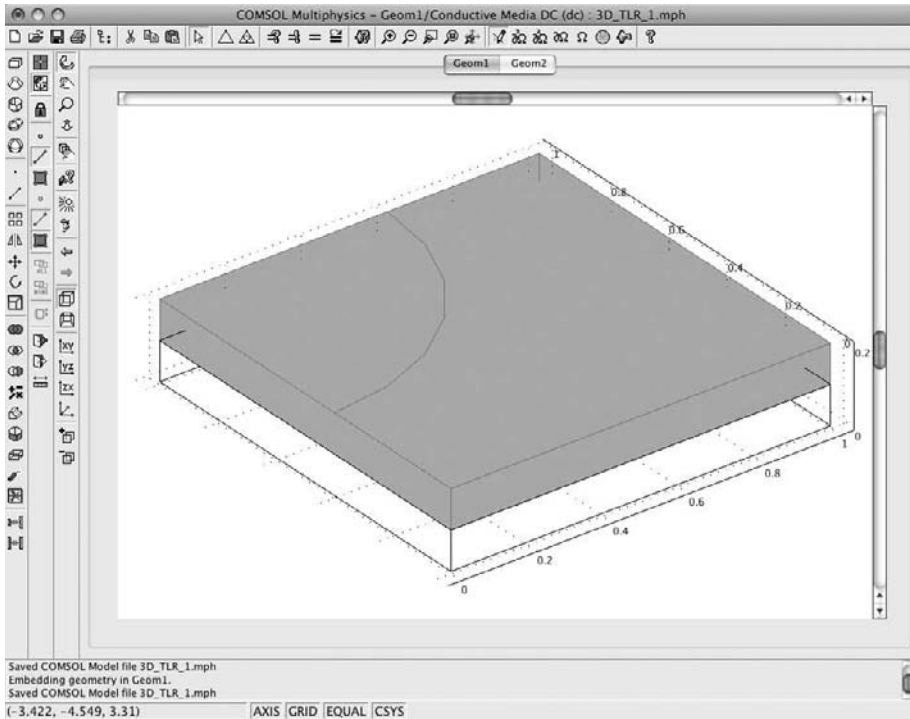 COMSOL Multiphysics - Geom1/Conductive Media DC (dc) : 3D_TLR_1.mph
Geom1 Geom2
1
0.8
0.6
0.4
0.2
0
0.2
0
1
0.8
0.6
0.4
0.2
0
xy
yz
zx
Saved COMSOL Model file 3D_TLR_1.mph
Embedding geometry in Geom1.
Saved COMSOL Model file 3D_TLR_1.mph
(-3.422, -4.549, 3.31) AXIS GRID EQUAL CSYS